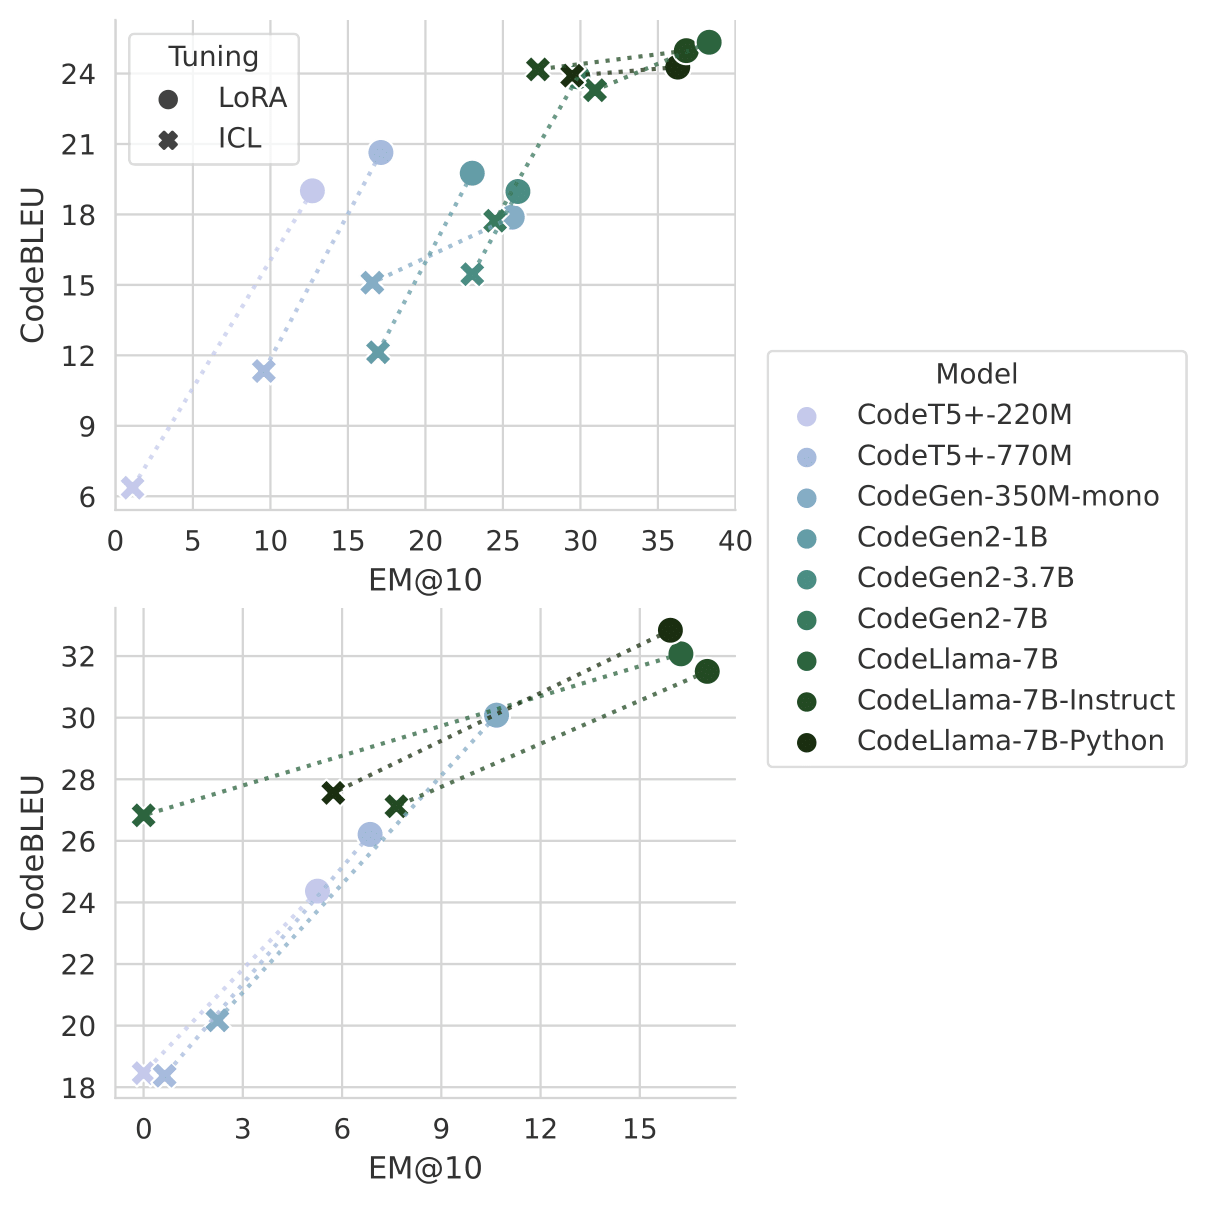 Tuning
LoRA
ICL
24
21
18
15
12
9
6
CodeBLEU
0 5 10 15 20 25 30 35 40
EM@10
Model
CodeT5+-220M
CodeT5+-770M
CodeGen-350M-mono
CodeGen2-1B
CodeGen2-3.7B
CodeGen2-7B
CodeLlama-7B
CodeLlama-7B-Instruct
CodeLlama-7B-Python
32
30
28
26
24
22
20
18
CodeBLEU
0 3 6 9 12 15
EM@10